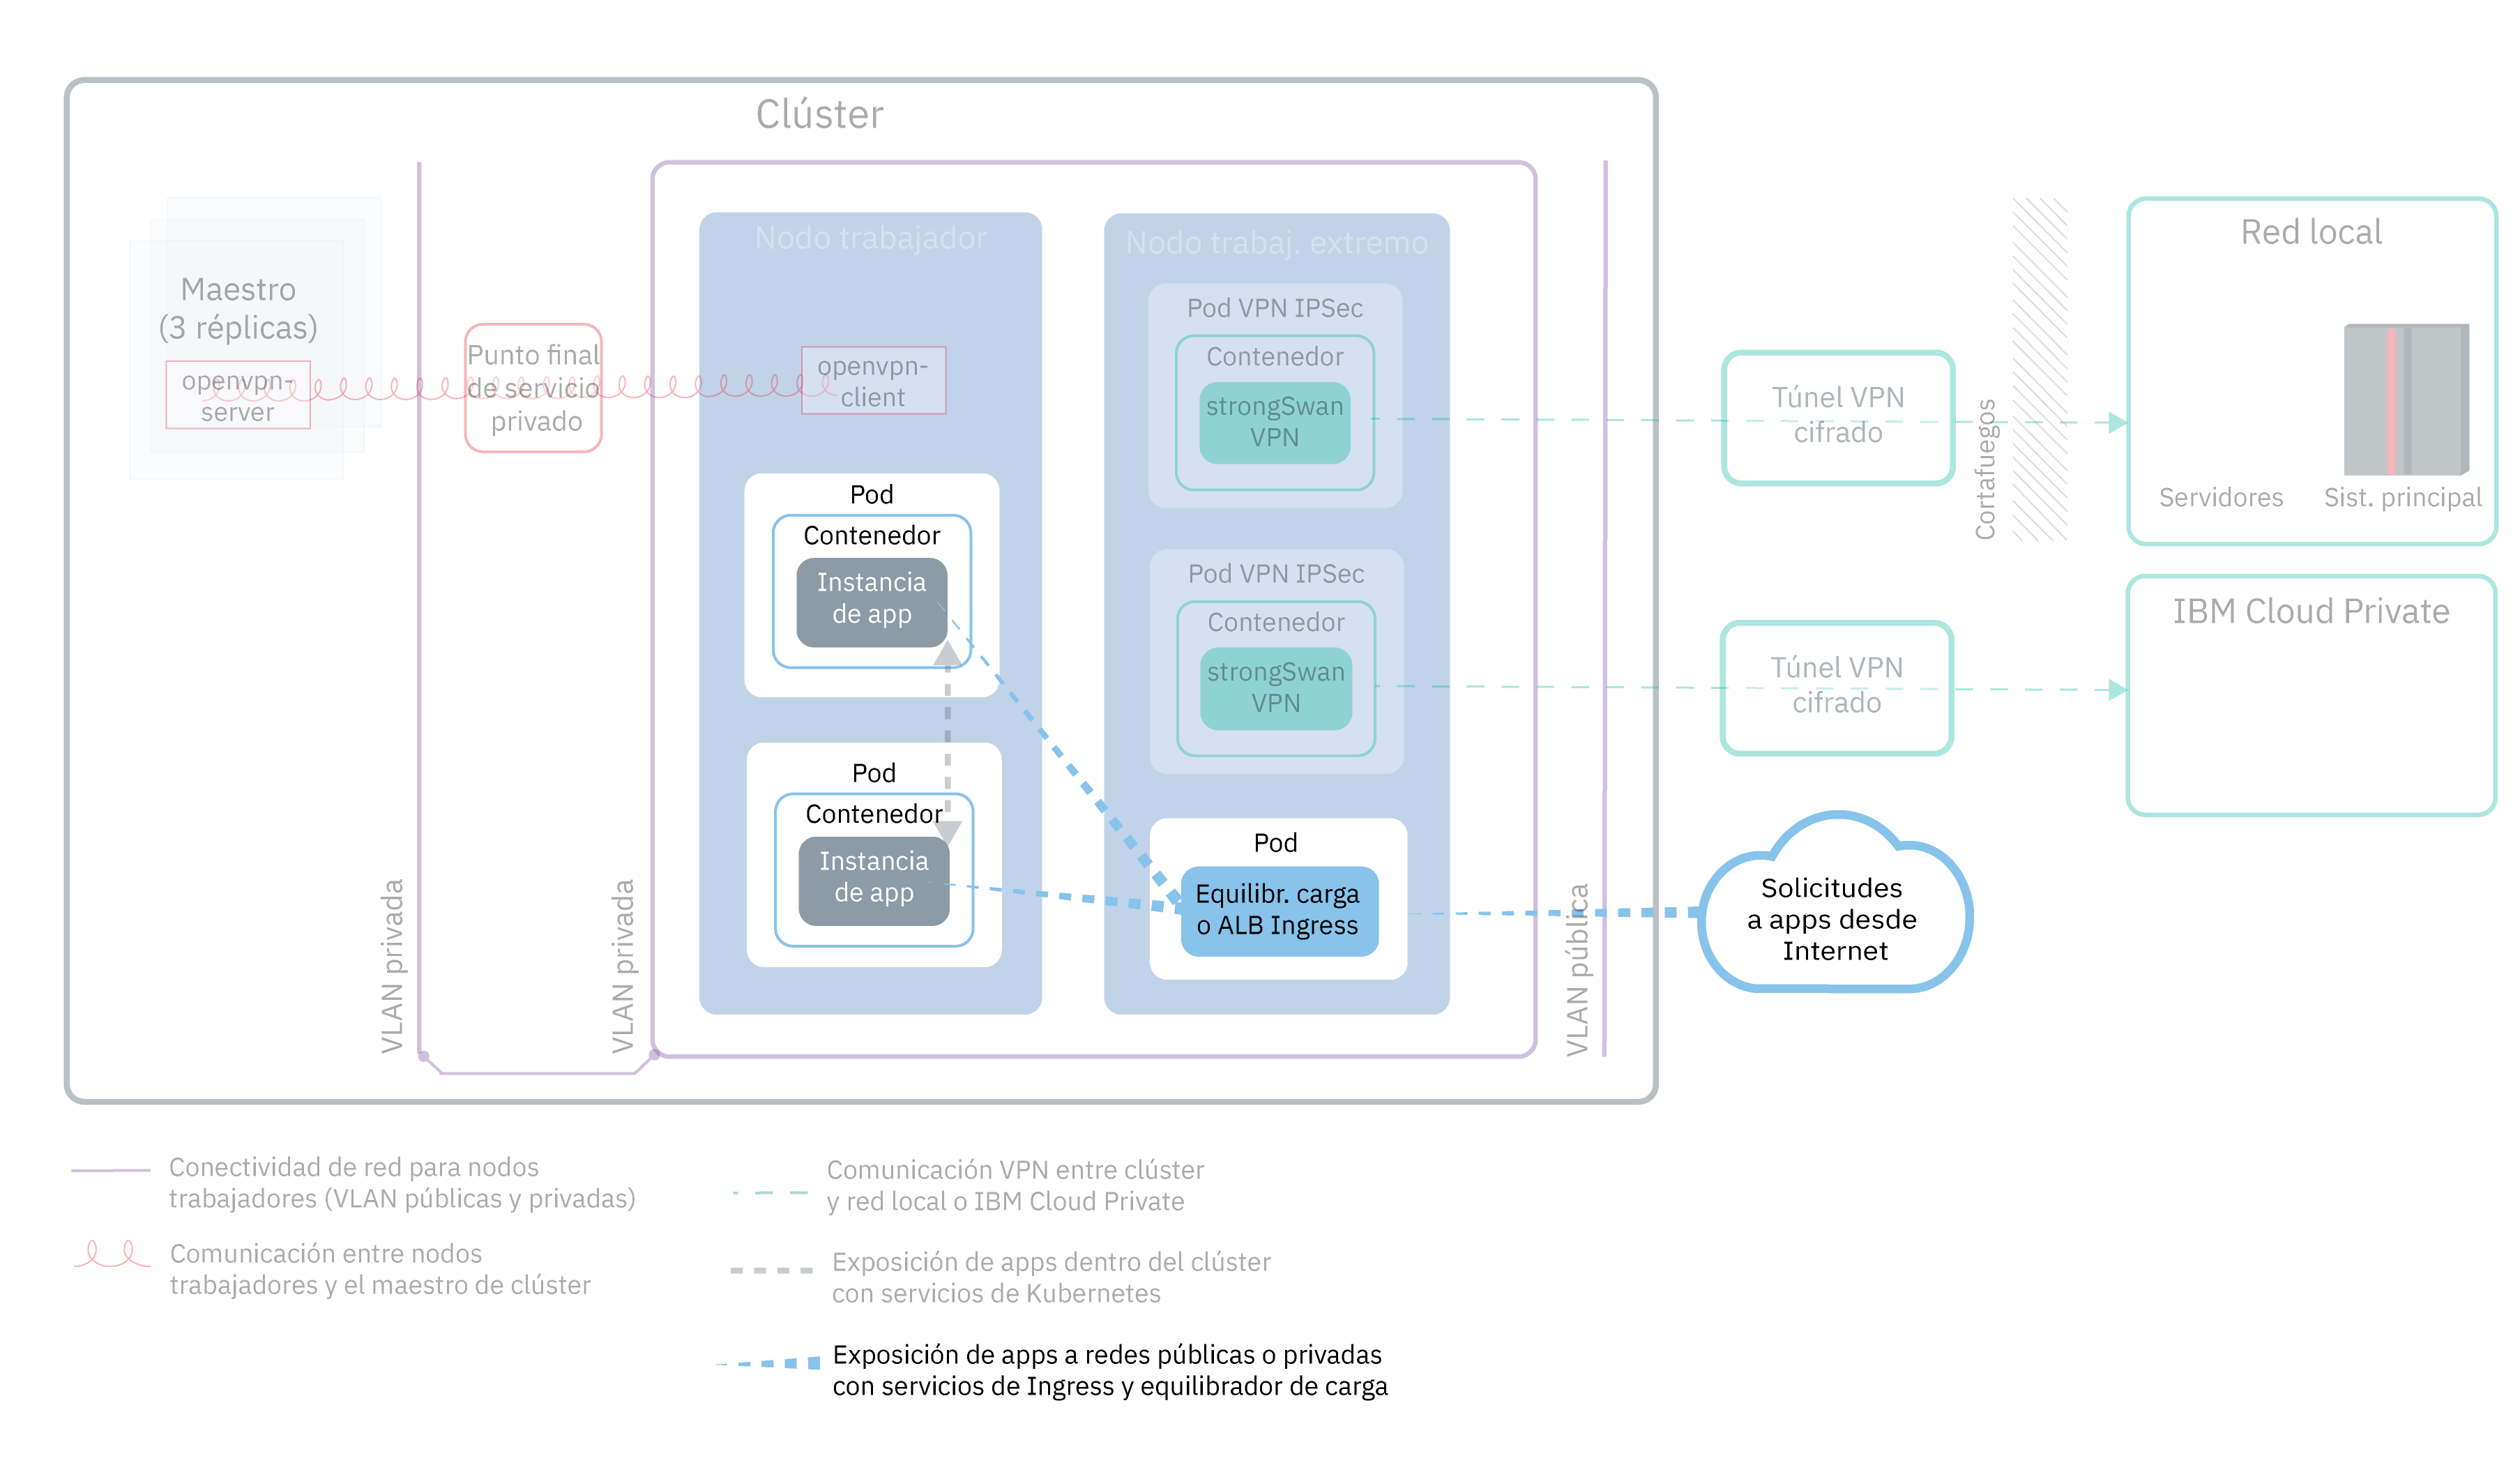 Clúster
Maestro
(3 réplicas)
openvpn-
server
Punto final
de servicio
privado
VLAN privada
VLAN privada
Nodo trabajador
openvpn-
client
Pod
Contenedor
Instancia
de app
Pod
Contenedor
Instancia
de app
Nodo trabaj. extremo
Pod VPN IPSec
Contenedor
strongSwan
VPN
Pod VPN IPSec
Contenedor
strongSwan
VPN
Pod
Equilibr. carga
o ALB Ingress
VLAN pública
Túnel VPN
cifrado
Cortafuegos
Red local
Servidores
Sist. principal
Túnel VPN
cifrado
IBM Cloud Private
Solicitudes
a apps desde
Internet
Conectividad de red para nodos
trabajadores (VLAN públicas y privadas)
Comunicación entre nodos
trabajadores y el maestro de clúster
Comunicación VPN entre clúster
y red local o IBM Cloud Private
Exposición de apps dentro del clúster
con servicios de Kubernetes
Exposición de apps a redes públicas o privadas
con servicios de Ingress y equilibrador de carga